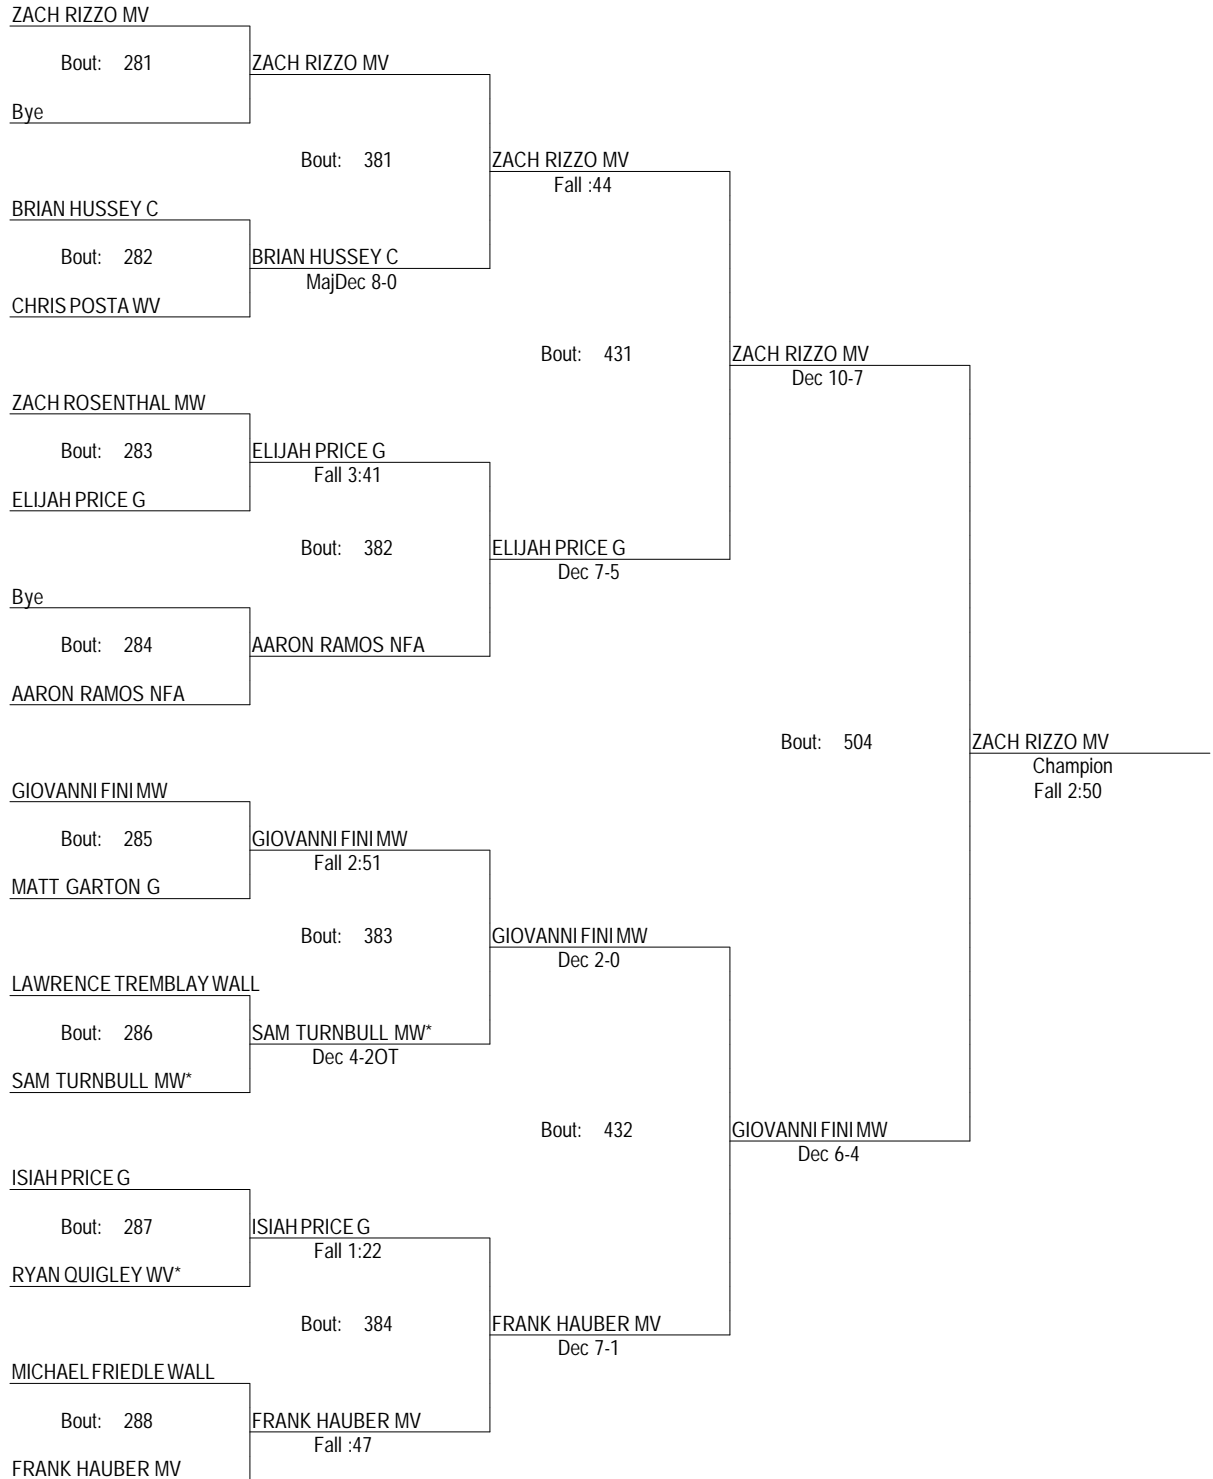 ZACH RIZZO MV
Bout: 281
ZACH RIZZO MV
Bye
Bout: 381
ZACH RIZZO MV
Fall :44
BRIAN HUSSEY C
Bout: 282
BRIAN HUSSEY C
MajDec 8-0
CHRIS POSTA WV
Bout: 431
ZACH RIZZO MV
Dec 10-7
ZACH ROSENTHAL MW
Bout: 283
ELIJAH PRICE G
Fall 3:41
ELIJAH PRICE G
Bout: 382
ELIJAH PRICE G
Dec 7-5
Bye
Bout: 284
AARON RAMOS NFA
AARON RAMOS NFA
Bout: 504
ZACH RIZZO MV
Champion
Fall 2:50
GIOVANNI FINI MW
Bout: 285
GIOVANNI FINI MW
Fall 2:51
MATT GARTON G
Bout: 383
GIOVANNI FINI MW
Dec 2-0
LAWRENCE TREMBLAY WALL
Bout: 286
SAM TURNBULL MW*
Dec 4-2OT
SAM TURNBULL MW*
Bout: 432
GIOVANNI FINI MW
Dec 6-4
ISIAH PRICE G
Bout: 287
ISIAH PRICE G
Fall 1:22
RYAN QUIGLEY WV*
Bout: 384
FRANK HAUBER MV
Dec 7-1
MICHAEL FRIEDLE WALL
Bout: 288
FRANK HAUBER MV
Fall :47
FRANK HAUBER MV